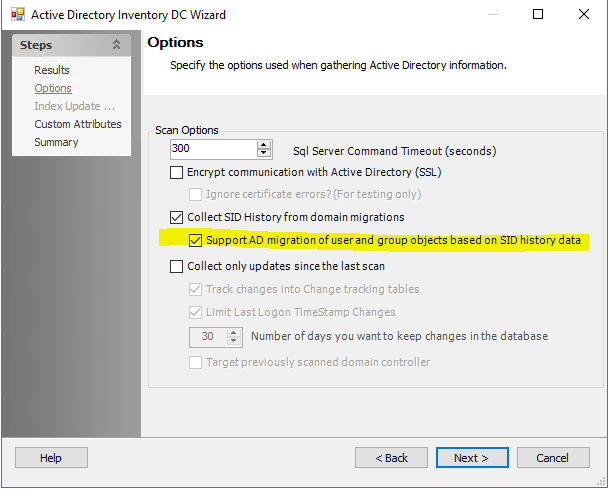 Active Directory Inventory DC Wizard
Steps
Results
Options
Index Update ...
Custom Attributes
Summary
Options
Specify the options used when gathering Active Directory information.
Scan Options
300 Sql Server Command Timeout (seconds)
Encrypt communication with Active Directory (SSL)
Ignore certificate errors? (For testing only)
Collect SID History from domain migrations
Support AD migration of user and group objects based on SID history data
Collect only updates since the last scan
Track changes into Change tracking tables
Limit Last Logon TimeStamp Changes
30 Number of days you want to keep changes in the database
Target previously scanned domain controller
Help < Back Next > Cancel